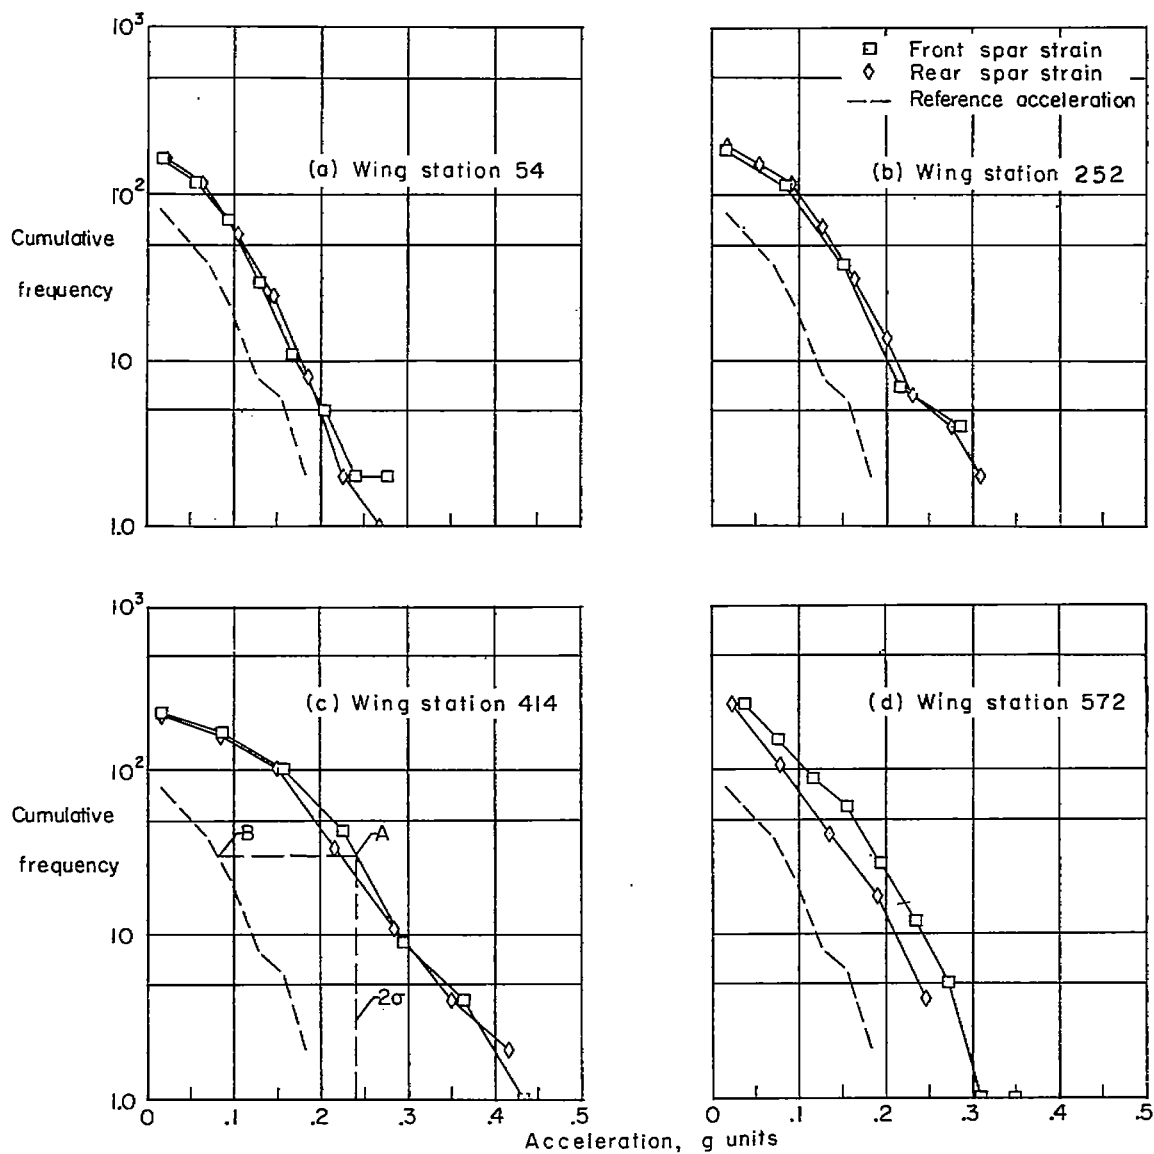 10³
10²
10
1.0
Cumulative
frequency
(a) Wing station 54
Front spar strain
Rear spar strain
Reference acceleration
(b) Wing station 252
10³
10²
10
1.0
Cumulative
frequency
(c) Wing station 414
B
A
2σ
0 .1 .2 .3 .4 .5
(d) Wing station 572
0 .1 .2 .3 .4 .5
Acceleration, g units